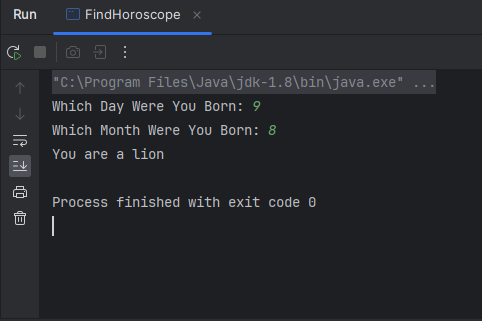 Run FindHoroscope
"C:\Program Files\Java\jdk-1.8\bin\java.exe" ...
Which Day Were You Born: 9
Which Month Were You Born: 8
You are a lion
Process finished with exit code 0